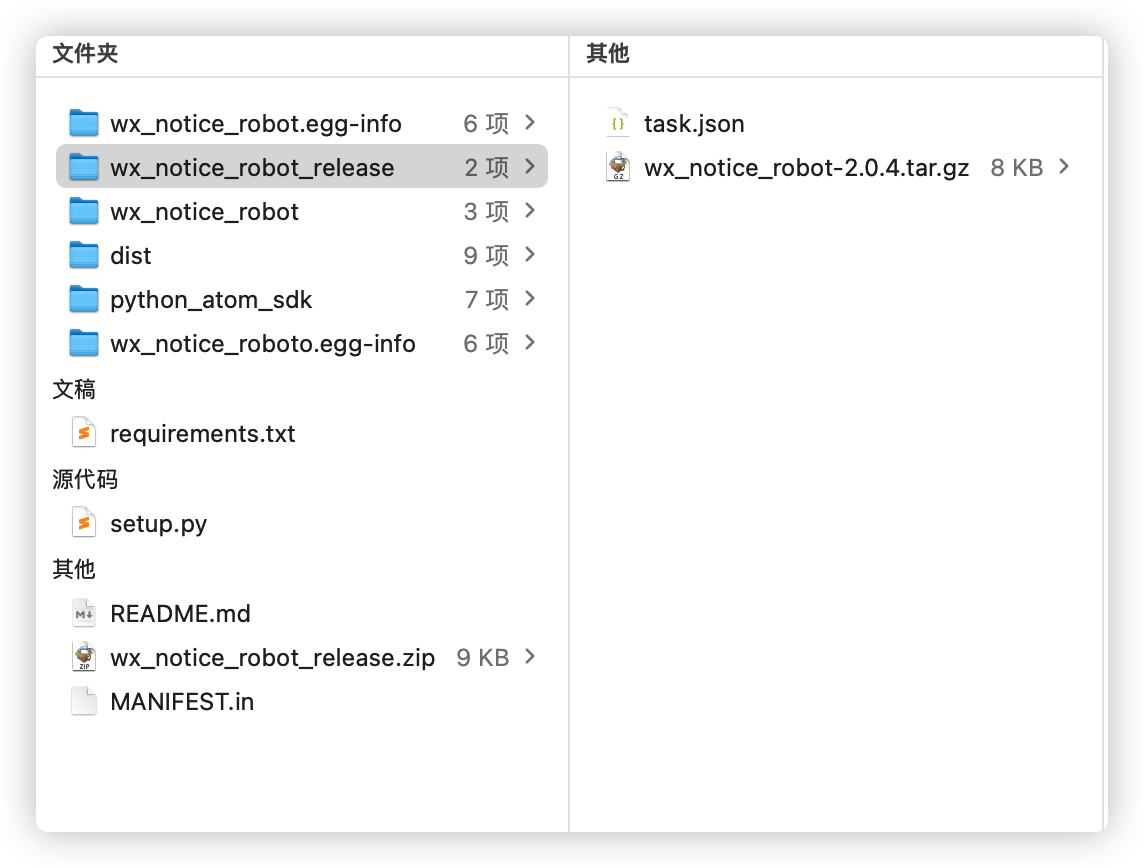 文件夹
wx_notice_robot.egg-info 6 项
wx_notice_robot_release 2 项
wx_notice_robot 3 项
dist 9 项
python_atom_sdk 7 项
wx_notice_roboto.egg-info 6 项
文稿
requirements.txt
源代码
setup.py
其他
README.md
wx_notice_robot_release.zip 9 KB
MANIFEST.in
其他
task.json
wx_notice_robot-2.0.4.tar.gz 8 KB